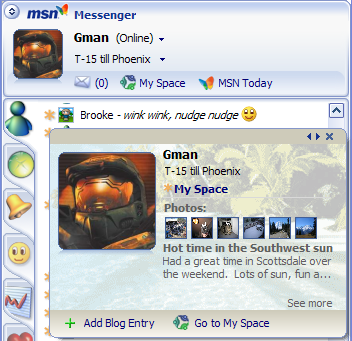 msn Messenger
Gman (Online)
T-15 till Phoenix
(0) My Space MSN Today
Brooke - wink wink, nudge nudge
Gman
T-15 till Phoenix
My Space
Photos:
Hot time in the Southwest sun
Had a great time in Scottsdale over
the weekend. Lots of sun, fun a...
See more
Add Blog Entry Go to My Space